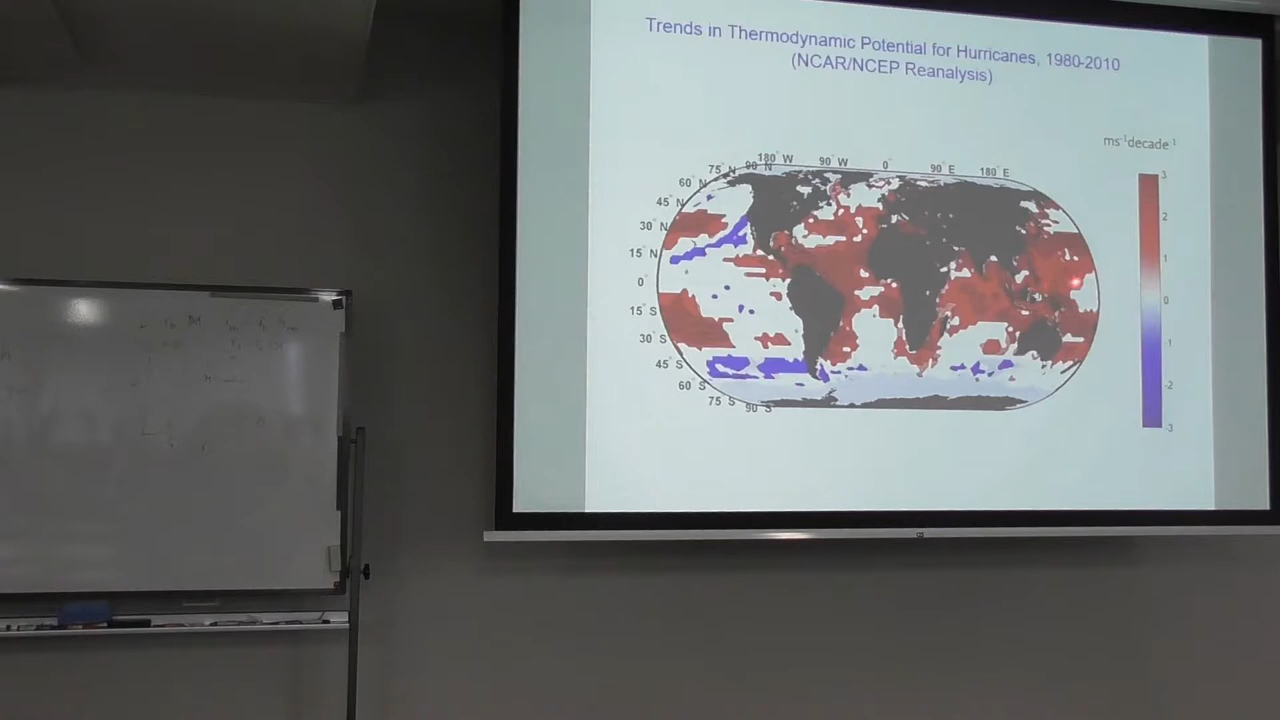 Trends in Thermodynamic Potential for Hurricanes, 1980-2010
(NCAR/NCEP Reanalysis)
ms⁻¹decade⁻¹
180° W 90° W 0° 90° E 180° E
90° N
75° N
60° N
45° N
30° N
15° N
0°
15° S
30° S
45° S
60° S
75° S
90° S
3
2
1
0
-1
-2
-3